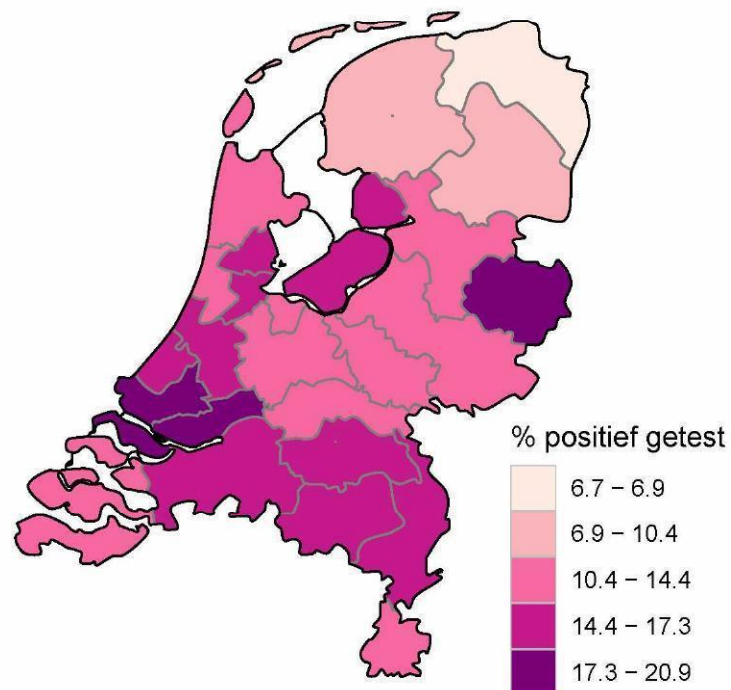 % positief getest
6.7 – 6.9
6.9 – 10.4
10.4 – 14.4
14.4 – 17.3
17.3 – 20.9